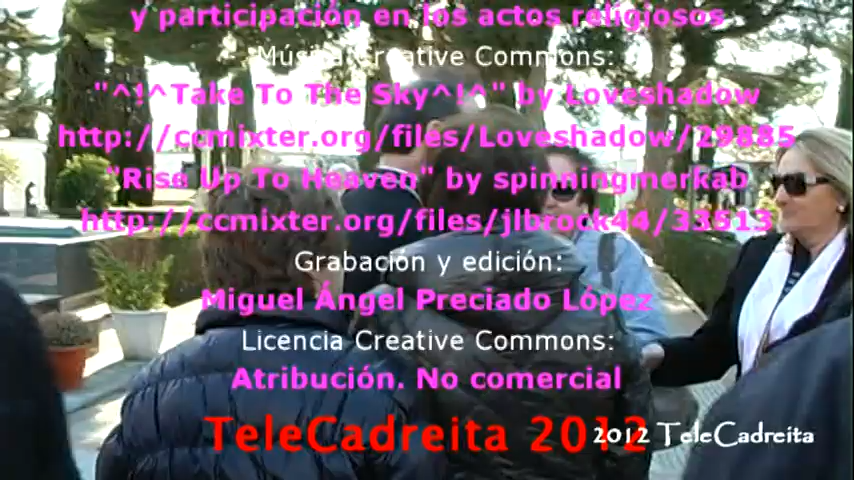 y participación en los actos religiosos
Música Creative Commons:
"^!^Take To The Sky^!^" by Loveshadow
http://ccmixter.org/files/Loveshadow/29885
"Rise Up To Heaven" by spinningmerkab
http://ccmixter.org/files/jlbrock44/33513
Grabación y edición:
Miguel Ángel Preciado López
Licencia Creative Commons:
Atribución. No comercial
TeleCadreita 2012
2012 TeleCadreita